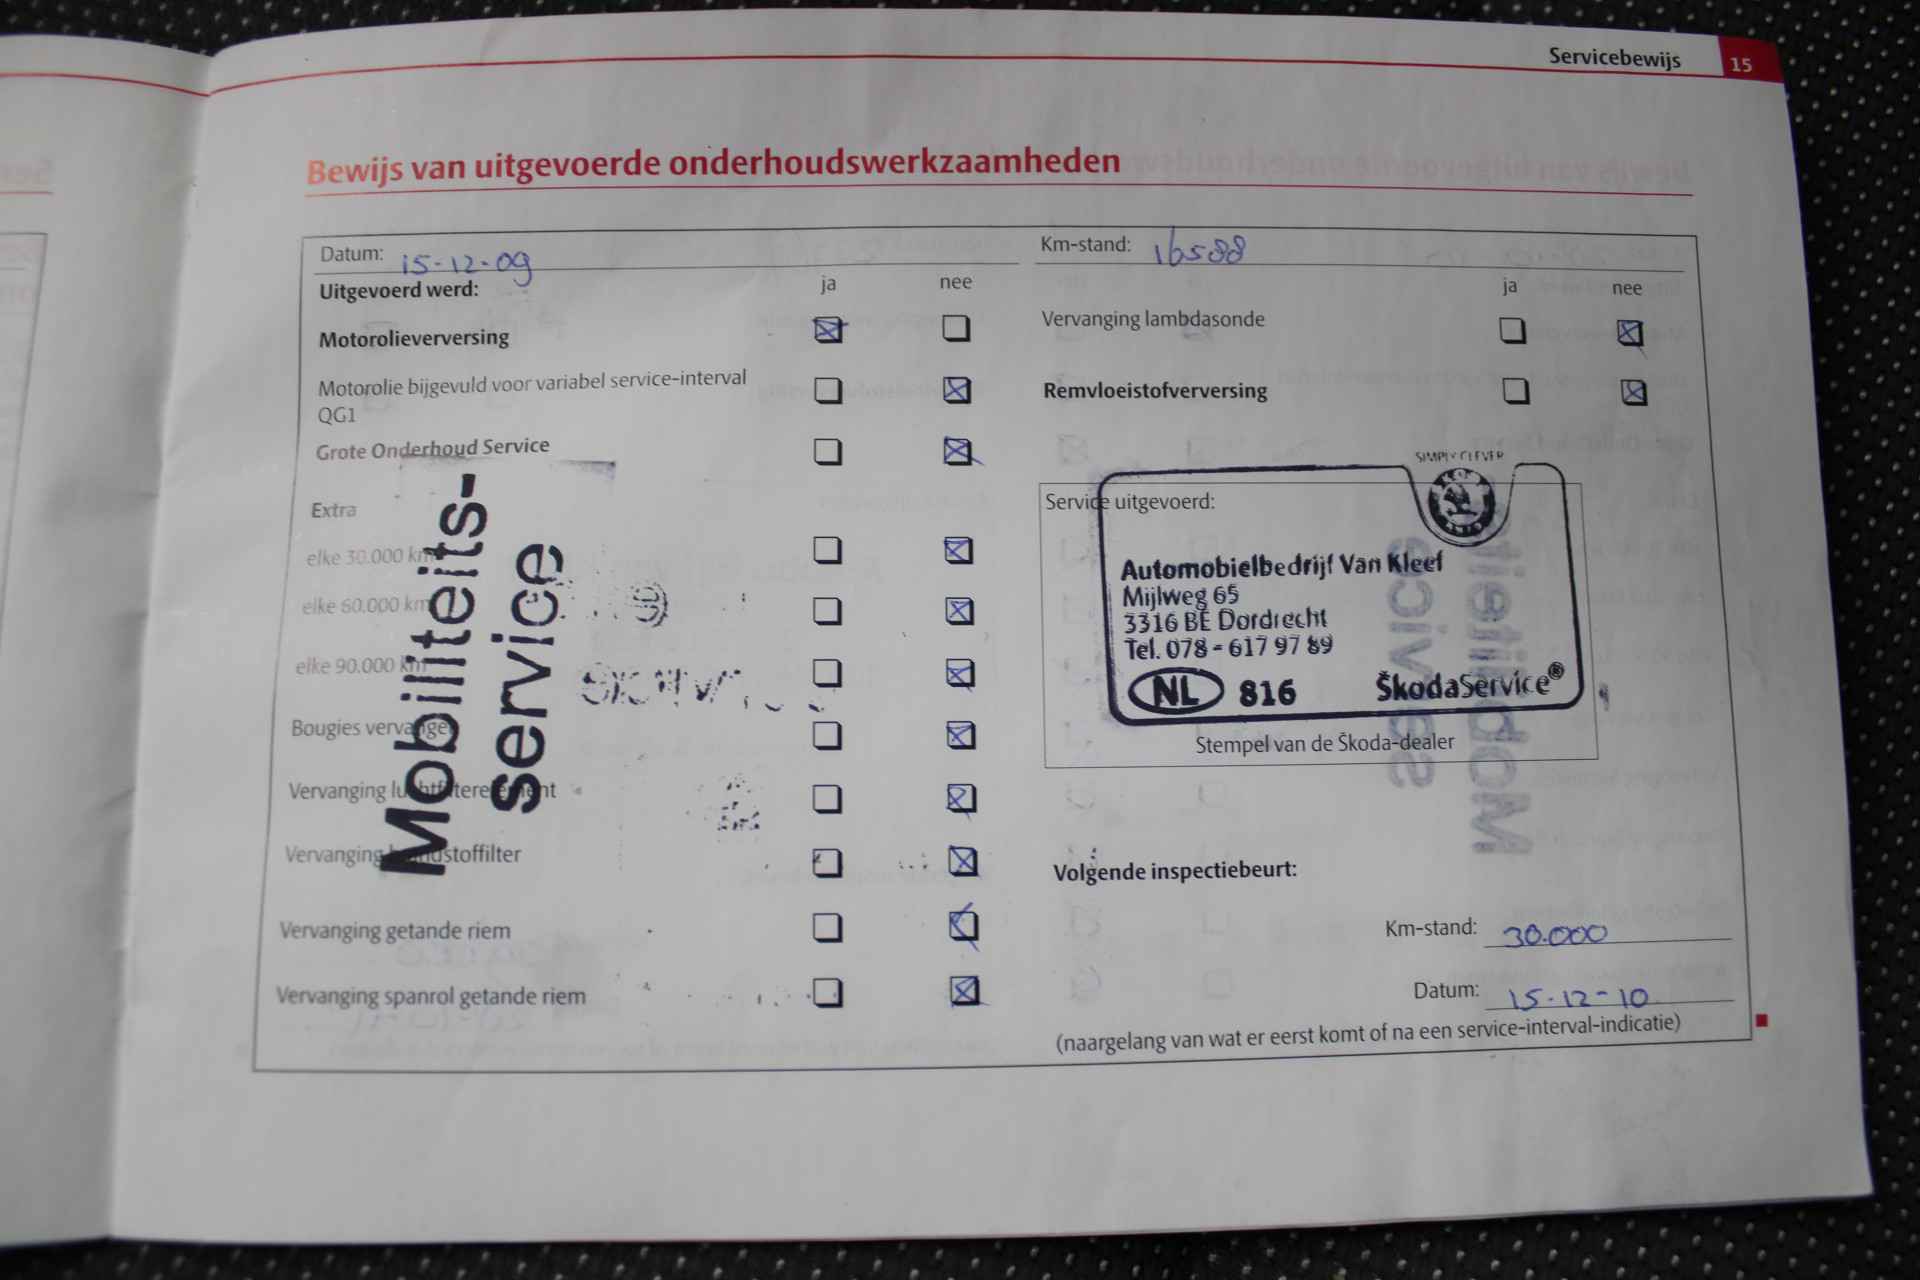 Servicebewijs 15
Bewijs van uitgevoerde onderhoudswerkzaamheden
Datum: 15-12-09
Uitgevoerd werd: ja nee
Motorolieverversing
Motorolie bijgevuld voor variabel service-interval
QG1
Grote Onderhoud Service
Extra
elke 30.000 km
elke 60.000 km
elke 90.000 km
Bougies vervangen
Vervanging luchtfilterelement
Vervanging brandstoffilter
Vervanging getande riem
Vervanging spanrol getande riem
Mobiliteits-
service
Km-stand: 16588
ja nee
Vervanging lambdasonde
Remvloeistofverversing
SIMPLY CLEVER
Service uitgevoerd:
Automobielbedrijf Van Kleef
Mijlweg 65
3316 BE Dordrecht
Tel. 078 - 617 97 89
NL 816 ŠkodaService®
Stempel van de Škoda-dealer
Volgende inspectiebeurt:
Km-stand: 30.000
Datum: 15-12-10
(naargelang van wat er eerst komt of na een service-interval-indicatie)